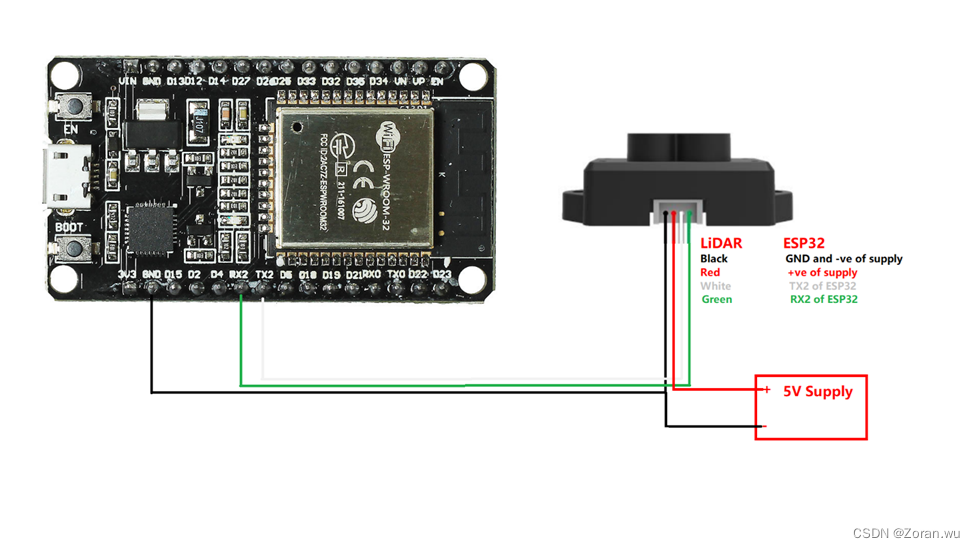 VIN GND D13 D12 D14 D27 D26 D25 D33 D32 D35 D34 VN VP EN
EN
J107
WiFi
ESP-WROOM-32
CE
R
211-161007
FCC ID:2AC7Z-ESPWROOM32
BOOT
3V3 GND D15 D2 D4 RX2 TX2 D5 D18 D19 D21 RX0 TX0 D22 D23
LiDAR ESP32
Black GND and -ve of supply
Red +ve of supply
White TX2 of ESP32
Green RX2 of ESP32
+ 5V Supply
-
CSDN @Zoran.wu